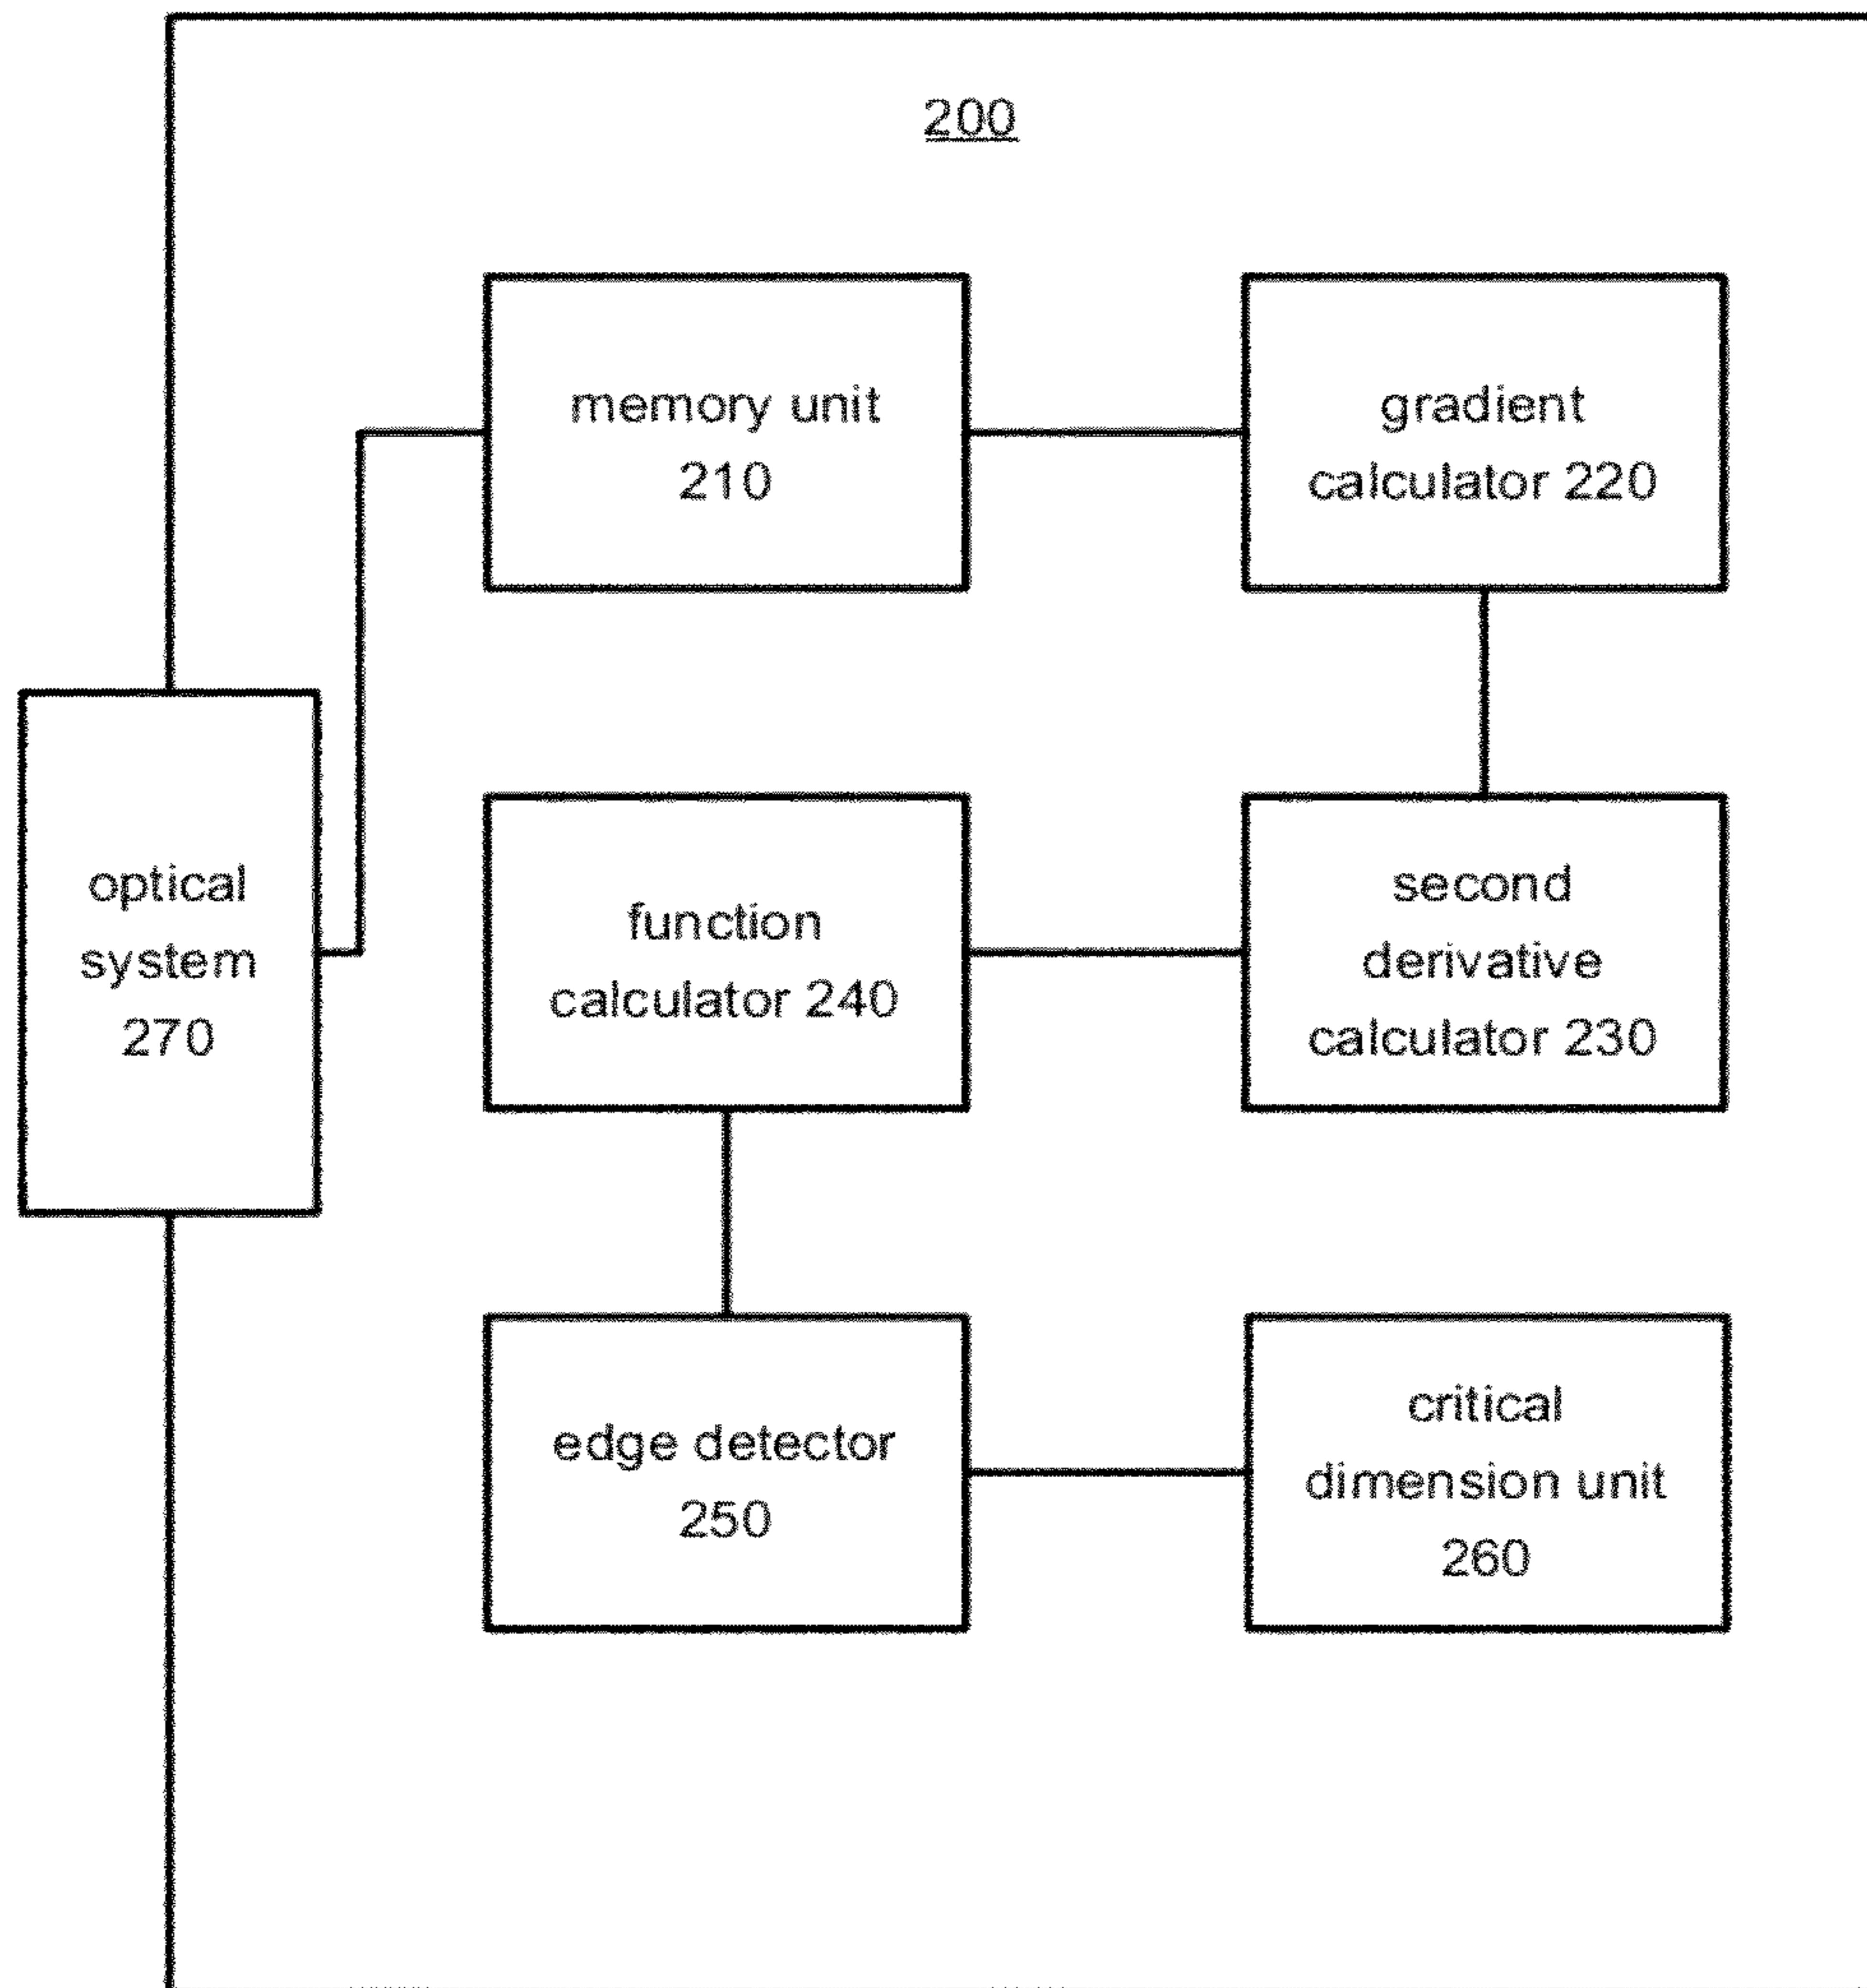 200
memory unit
210
gradient
calculator 220
optical
system
270
function
calculator 240
second
derivative
calculator 230
edge detector
250
critical
dimension unit
260